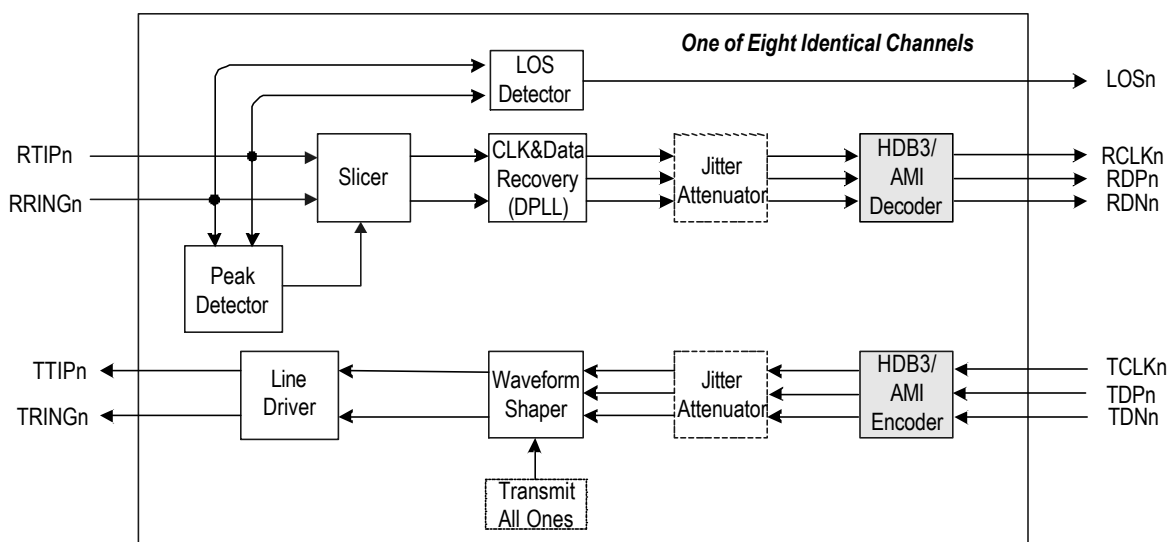 One of Eight Identical Channels
LOS
Detector
LOSn
RTIPn
RRINGn
Slicer
CLK&Data
Recovery
(DPLL)
Jitter
Attenuator
HDB3/
AMI
Decoder
RCLKn
RDPn
RDNn
Peak
Detector
TTIPn
TRINGn
Line
Driver
Waveform
Shaper
Jitter
Attenuator
HDB3/
AMI
Encoder
TCLKn
TDPn
TDNn
Transmit
All Ones